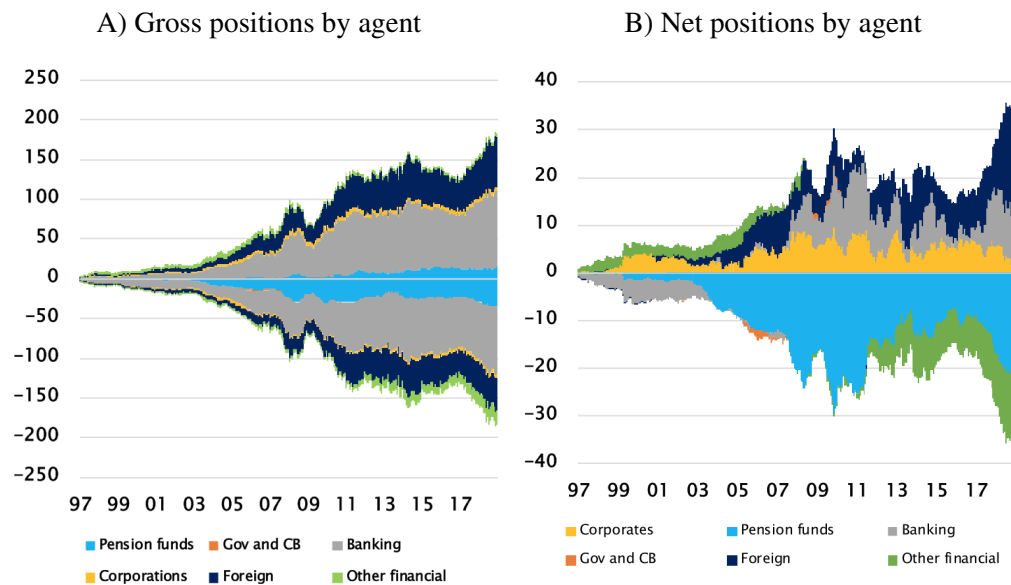 A) Gross positions by agent
250
200
150
100
50
0
-50
-100
-150
-200
-250
97 99 01 03 05 07 09 11 13 15 17
Pension funds Gov and CB Banking
Corporations Foreign Other financial
B) Net positions by agent
40
30
20
10
0
-10
-20
-30
-40
97 99 01 03 05 07 09 11 13 15 17
Corporates Pension funds Banking
Gov and CB Foreign Other financial